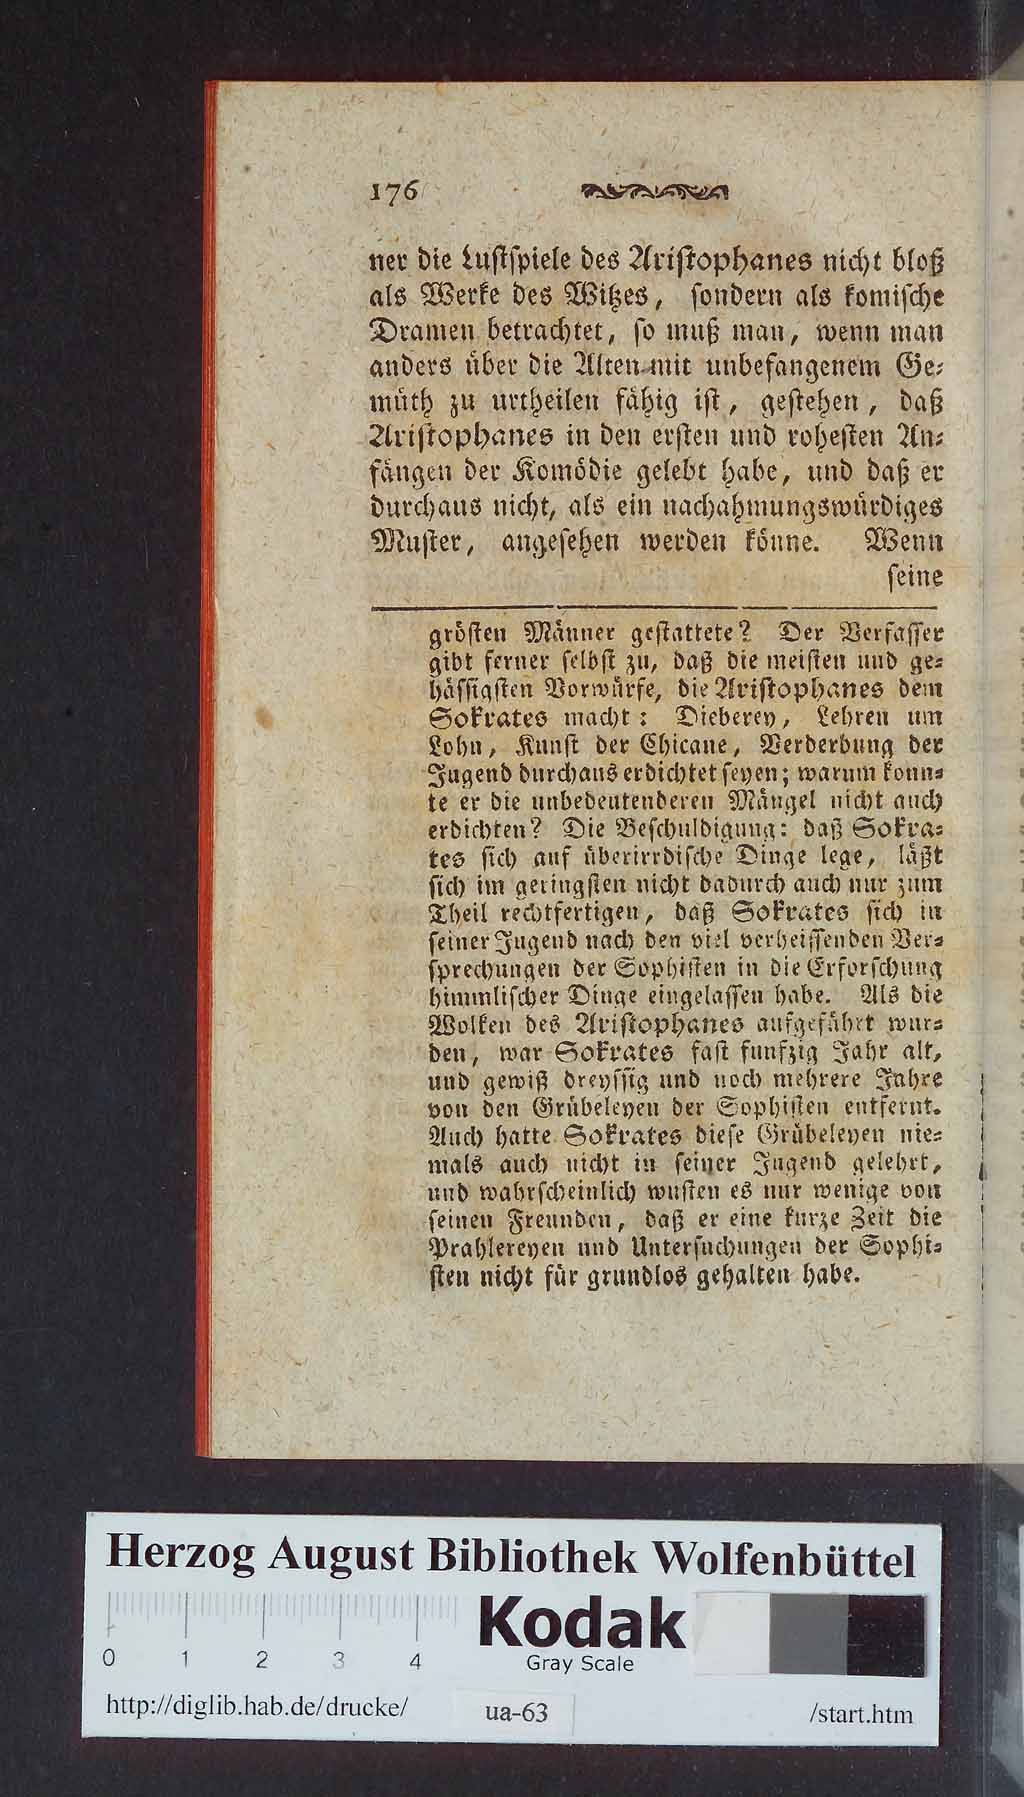 176
ner die Lustspiele des Aristophanes nicht bloß
als Werke des Witzes, sondern als komische
Dramen betrachtet, so muß man, wenn man
anders über die Alten mit unbefangenem Ge-
müth zu urtheilen fähig ist, gestehen, daß
Aristophanes in den ersten und rohesten An-
fängen der Komödie gelebt habe, und daß er
durchaus nicht, als ein nachahmungswürdiges
Muster, angesehen werden könne. Wenn
seine
grösten Männer gestattete? Der Verfasser
gibt ferner selbst zu, daß die meisten und ge-
hässigsten Vorwürfe, die Aristophanes dem
Sokrates macht: Dieberey, Lehren um
Lohn, Kunst der Chicane, Verderbung der
Jugend durchaus erdichtet seyen; warum konn-
te er die unbedeutenderen Mängel nicht auch
erdichten? Die Beschuldigung: daß Sokra-
tes sich auf überirrdische Dinge lege, läßt
sich im geringsten nicht dadurch auch nur zum
Theil rechtfertigen, daß Sokrates sich in
seiner Jugend nach den viel verheissenden Ver-
sprechungen der Sophisten in die Erforschung
himmlischer Dinge eingelassen habe. Als die
Wolken des Aristophanes aufgeführt wur-
den, war Sokrates fast funfzig Jahr alt,
und gewiß dreyssig und noch mehrere Jahre
von den Grübeleyen der Sophisten entfernt.
Auch hatte Sokrates diese Grübeleyen nie-
mals auch nicht in seiner Jugend gelehrt,
und wahrscheinlich wusten es nur wenige von
seinen Freunden, daß er eine kurze Zeit die
Prahlereyen und Untersuchungen der Sophi-
sten nicht für grundlos gehalten habe.
Herzog August Bibliothek Wolfenbüttel
Kodak
0 1 2 3 4 Gray Scale
http://diglib.hab.de/drucke/ ua-63 /start.htm